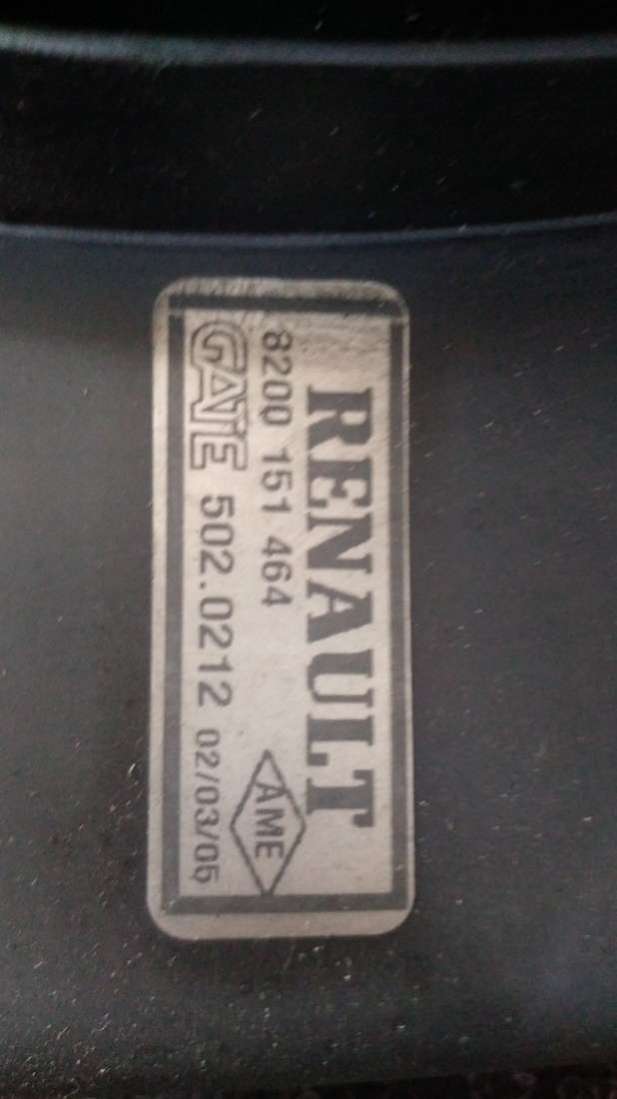 RENAULT
8200 151 464
AME
GATE 502.0212 02/03/05